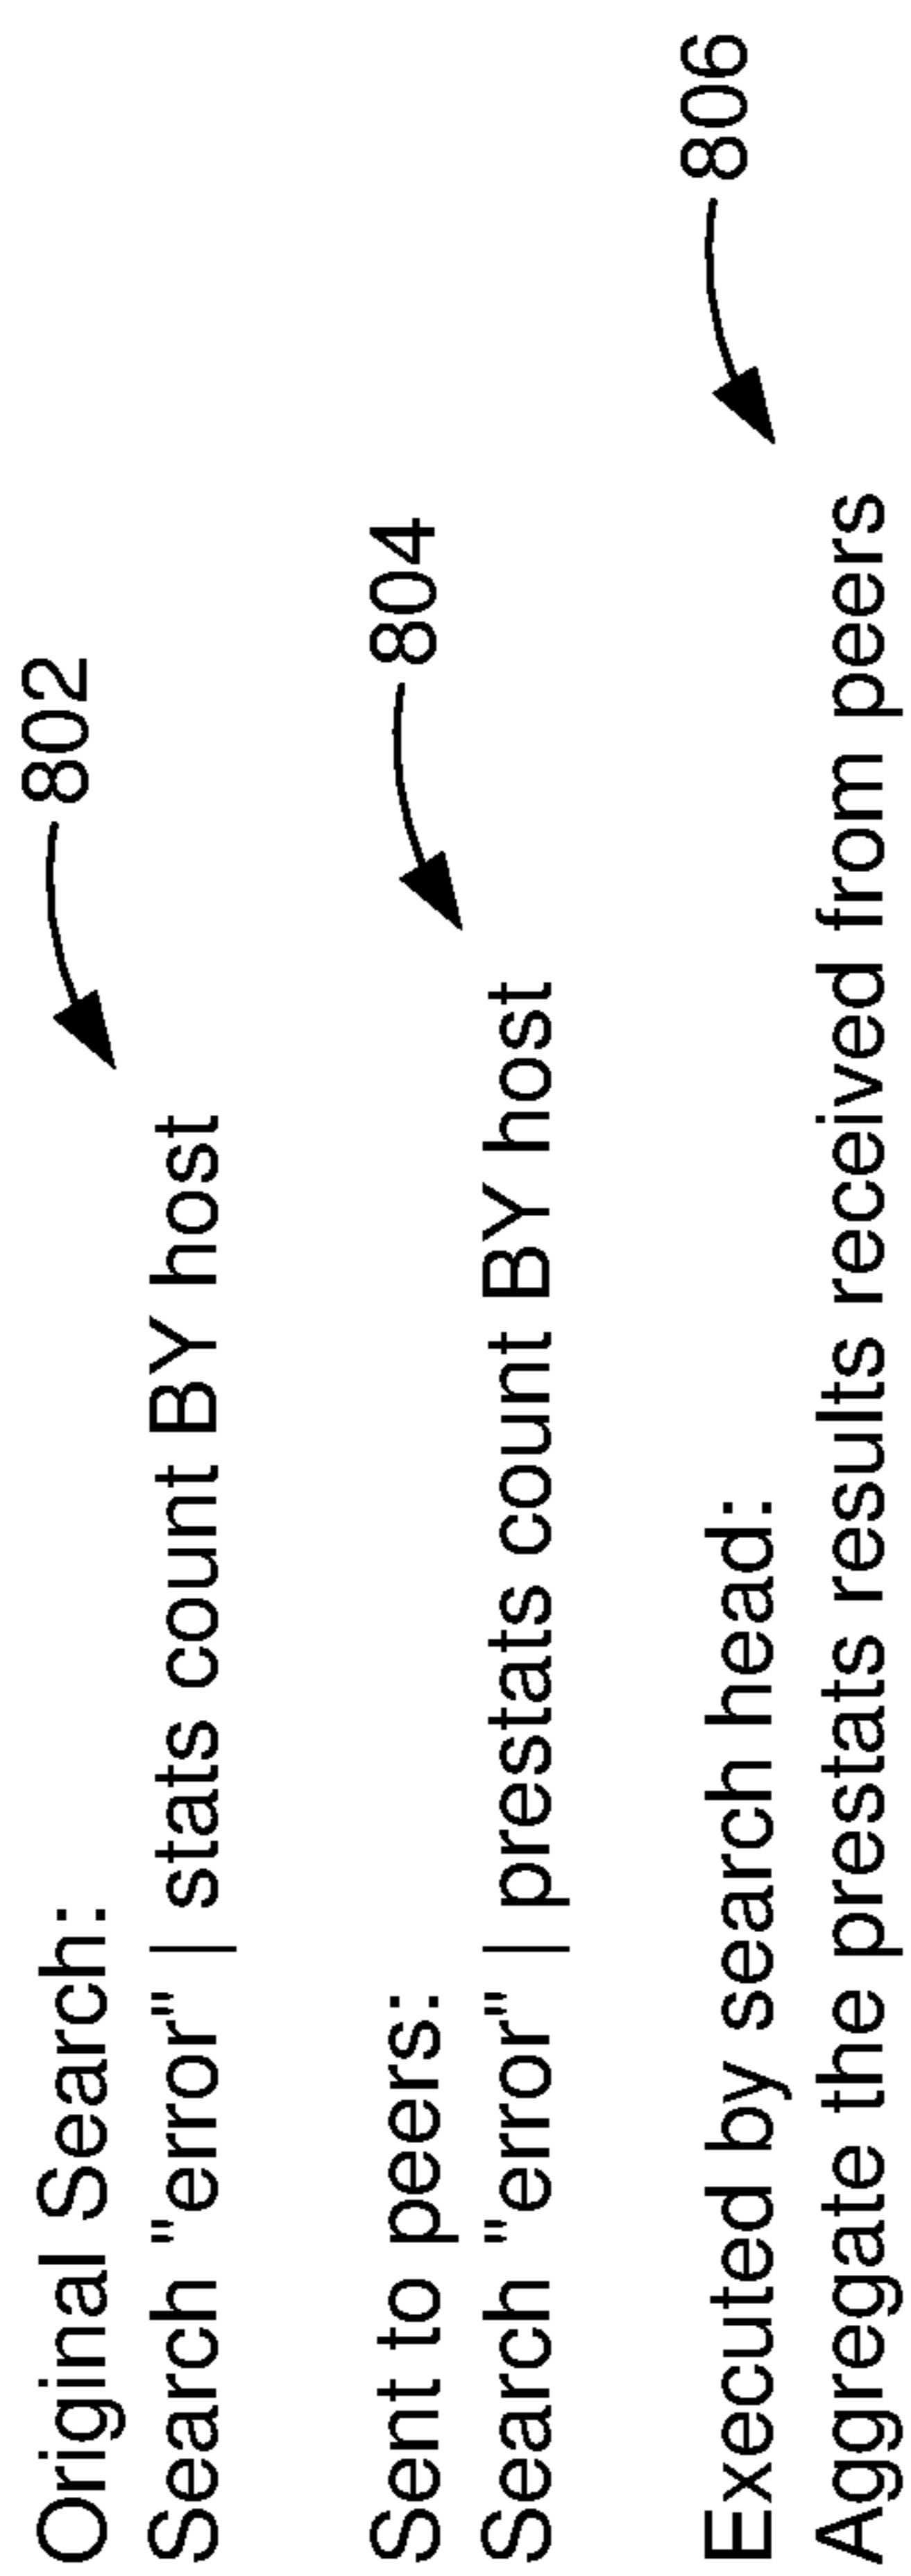 Original Search:
802
Search "error" | stats count BY host
Sent to peers:
804
Search "error" | prestats count BY host
Executed by search head:
806
Aggregate the prestats results received from peers